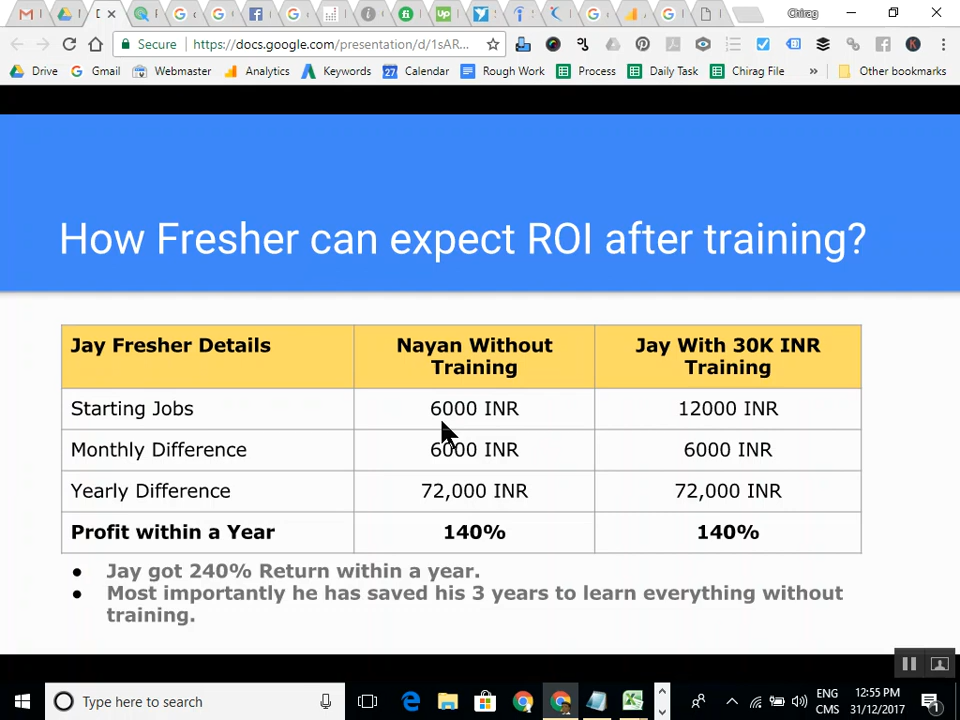 Chirag
Secure https://docs.google.com/presentation/d/1sAR...
Drive Gmail Webmaster Analytics Keywords 27 Calendar Rough Work Process Daily Task Chirag File » Other bookmarks
How Fresher can expect ROI after training?
Jay Fresher Details Nayan Without Training Jay With 30K INR Training
Starting Jobs 6000 INR 12000 INR
Monthly Difference 6000 INR 6000 INR
Yearly Difference 72,000 INR 72,000 INR
Profit within a Year 140% 140%
Jay got 240% Return within a year.
Most importantly he has saved his 3 years to learn everything without
training.
Type here to search ENG 12:55 PM
CMS 31/12/2017